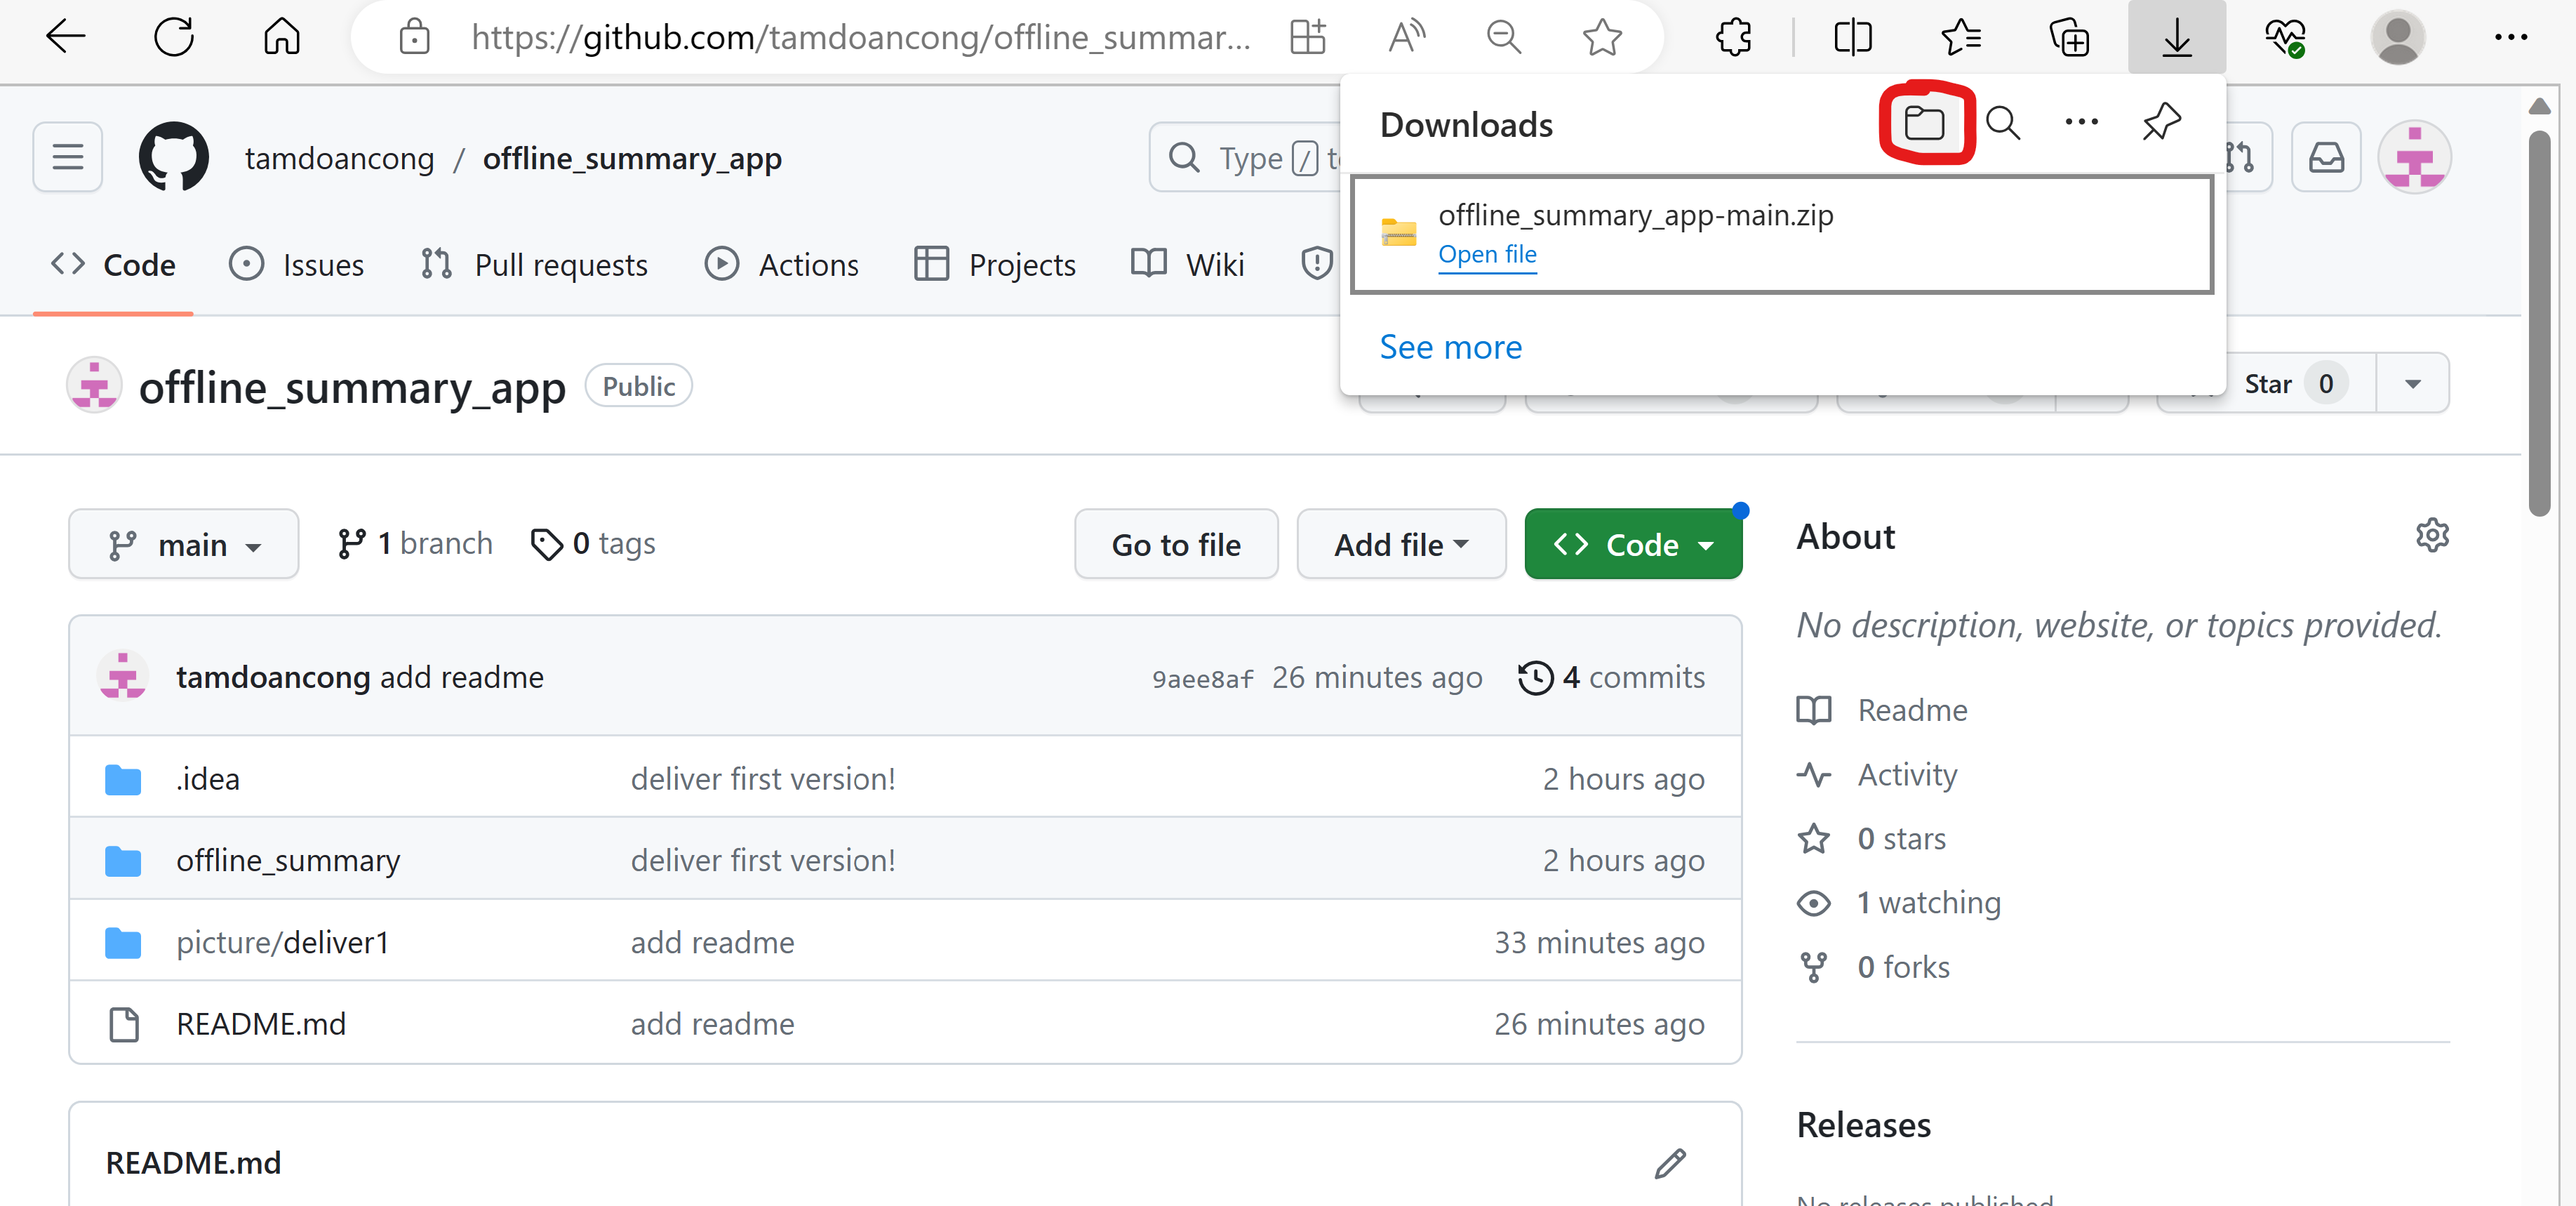 https://github.com/tamdoancong/offline_summar...
Downloads
offline_summary_app-main.zip
Open file
See more
tamdoancong / offline_summary_app
Type / to
Code Issues Pull requests Actions Projects Wiki
offline_summary_app Public
Star 0
main 1 branch 0 tags Go to file Add file Code
tamdoancong add readme 9aee8af 26 minutes ago 4 commits
.idea deliver first version! 2 hours ago
offline_summary deliver first version! 2 hours ago
picture/deliver1 add readme 33 minutes ago
README.md add readme 26 minutes ago
README.md
About
No description, website, or topics provided.
Readme
Activity
0 stars
1 watching
0 forks
Releases
No releases published